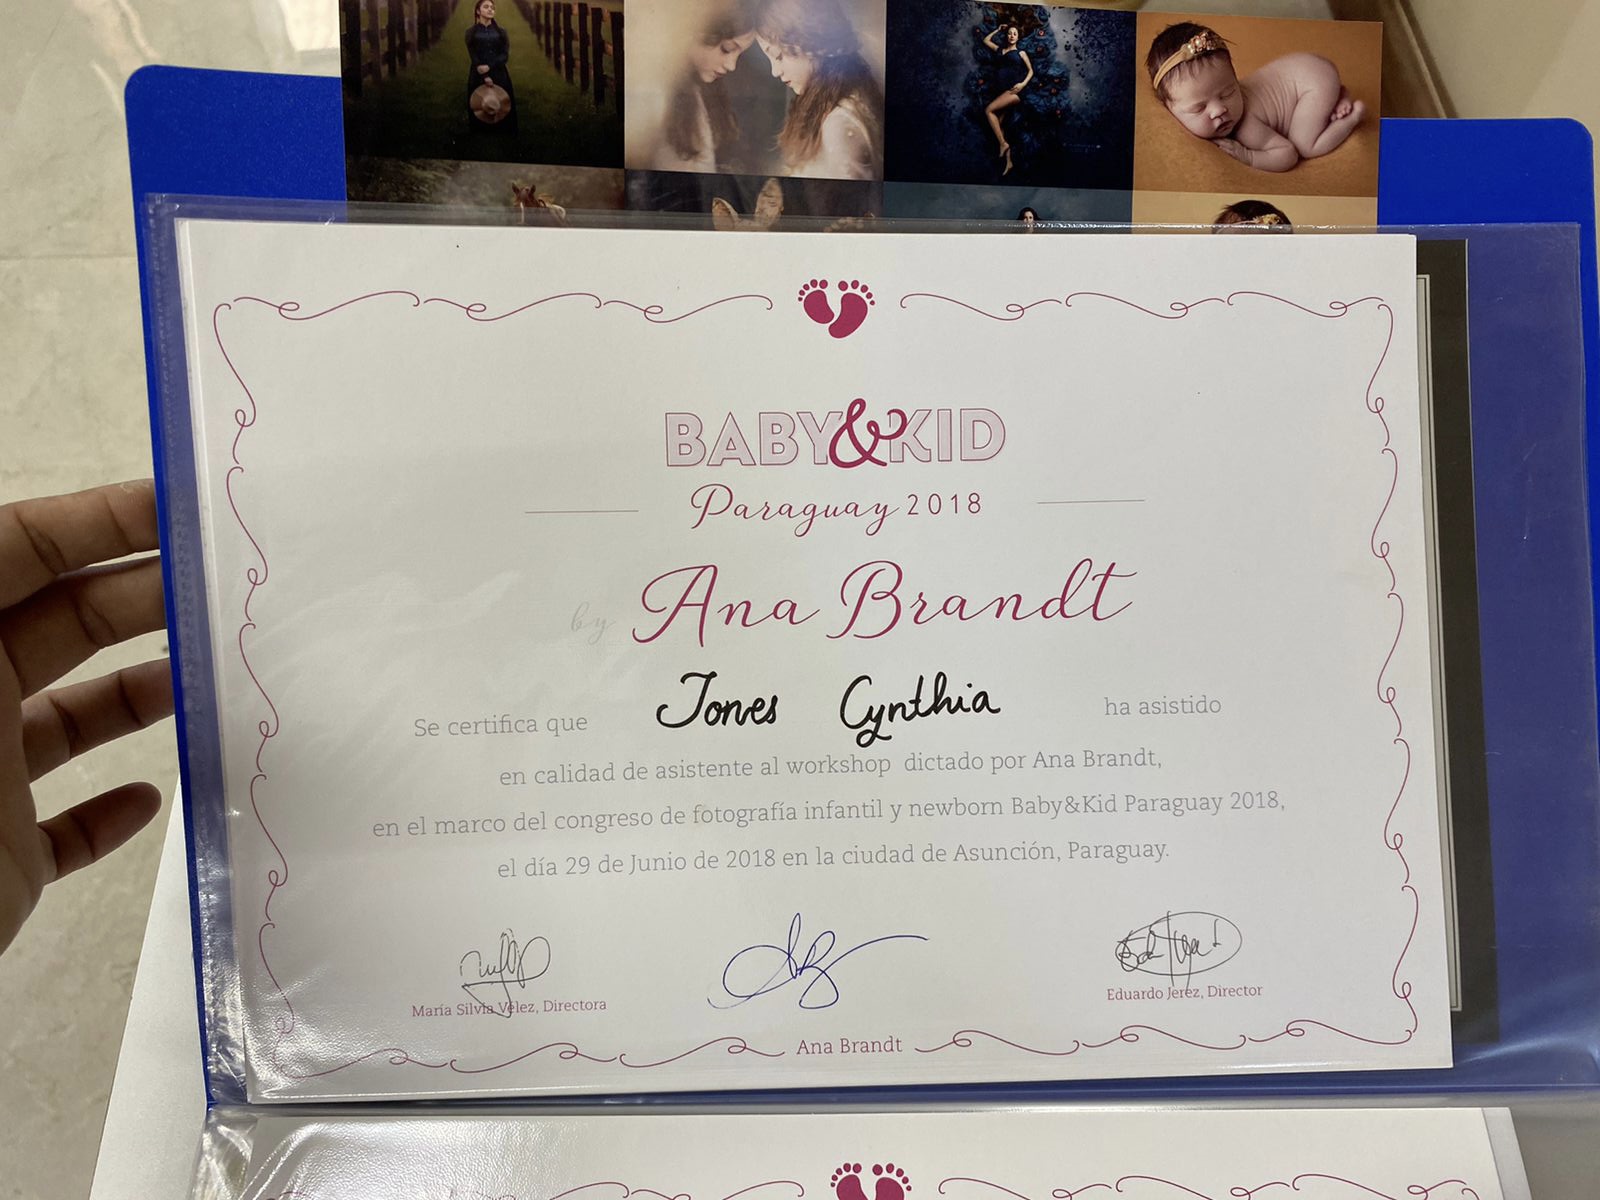 BABY&KID
Paraguay 2018
by Ana Brandt
Se certifica que Jones Cynthia ha asistido
en calidad de asistente al workshop dictado por Ana Brandt,
en el marco del congreso de fotografía infantil y newborn Baby&Kid Paraguay 2018,
el día 29 de Junio de 2018 en la ciudad de Asunción, Paraguay.
María Silvia Vélez, Directora
Eduardo Jerez, Director
Ana Brandt